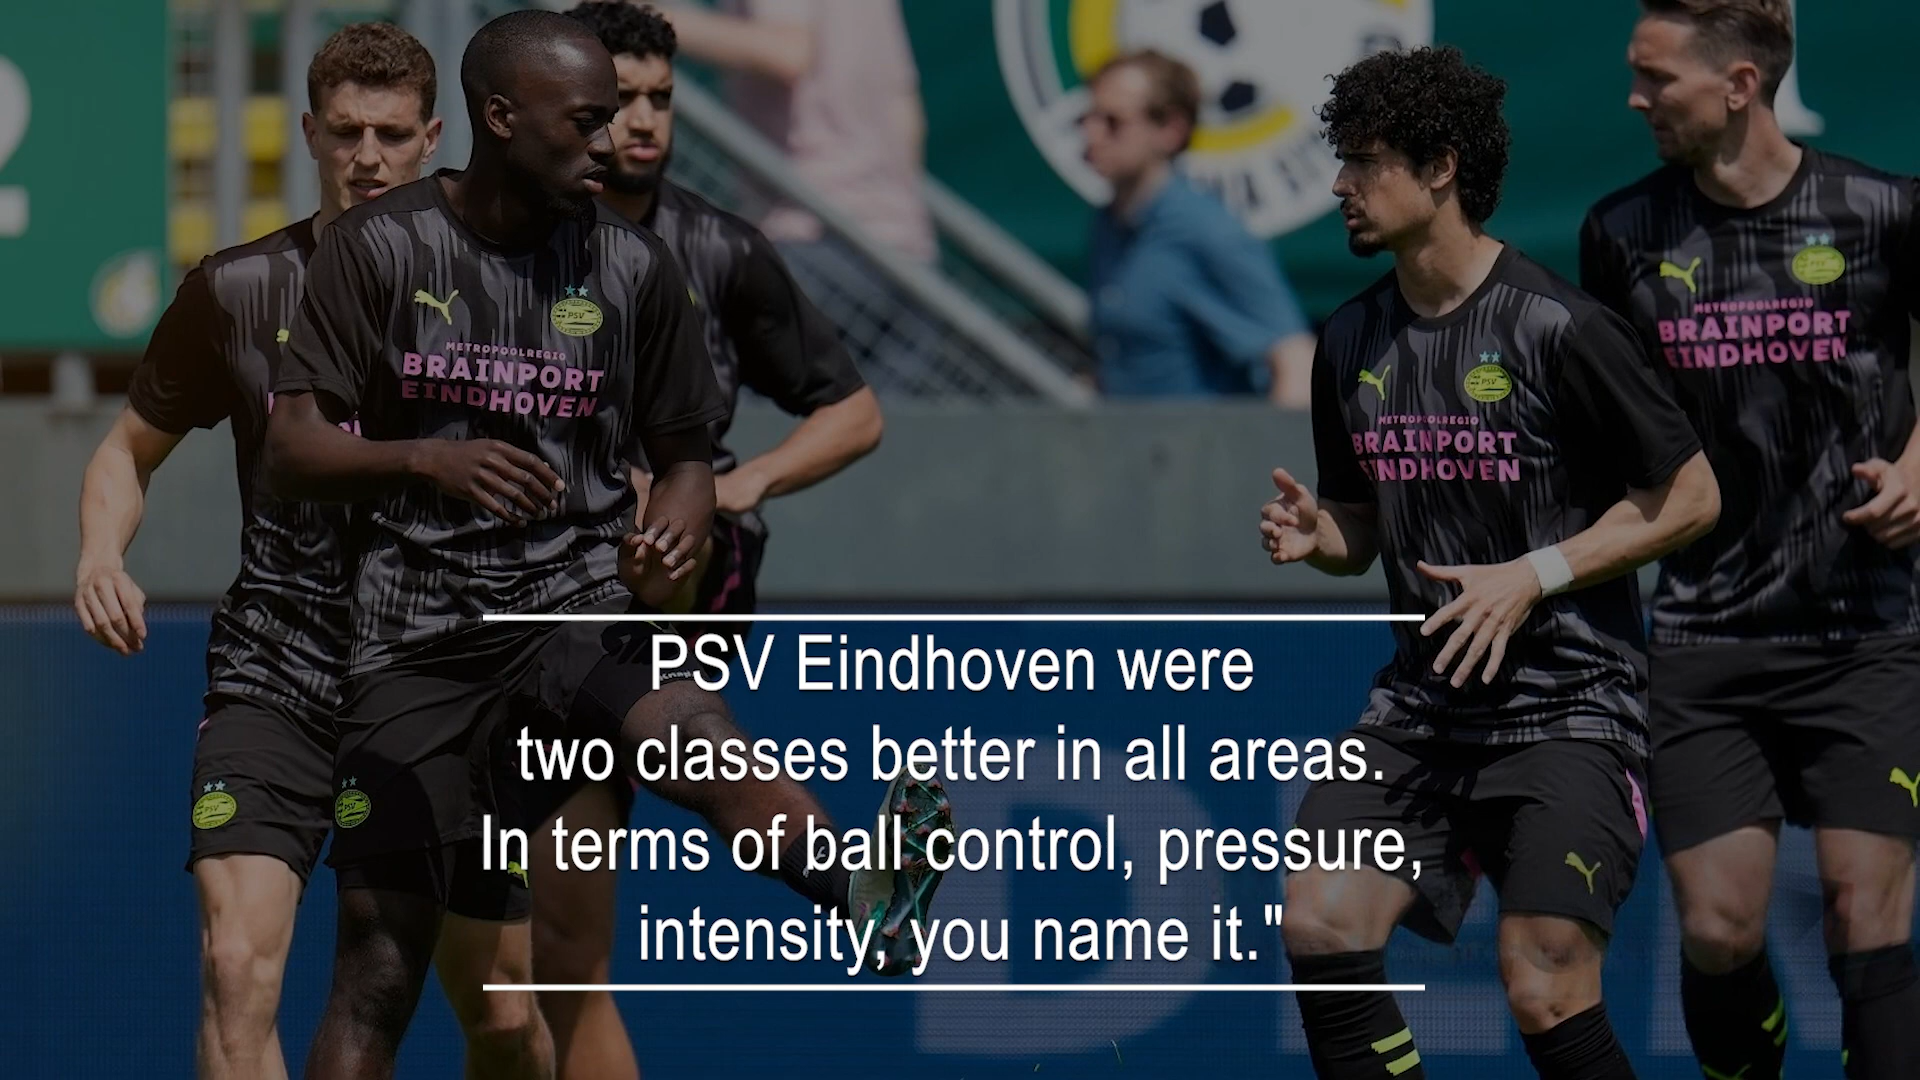 METROPOOLREGIO
BRAINPORT
EINDHOVEN
PSV
METROPOOLREGIO
BRAINPORT
EINDHOVEN
PSV
METROPOOLREGIO
BRAINPORT
EINDHOVEN
PSV
PSV Eindhoven were
two classes better in all areas.
In terms of ball control, pressure,
intensity, you name it."